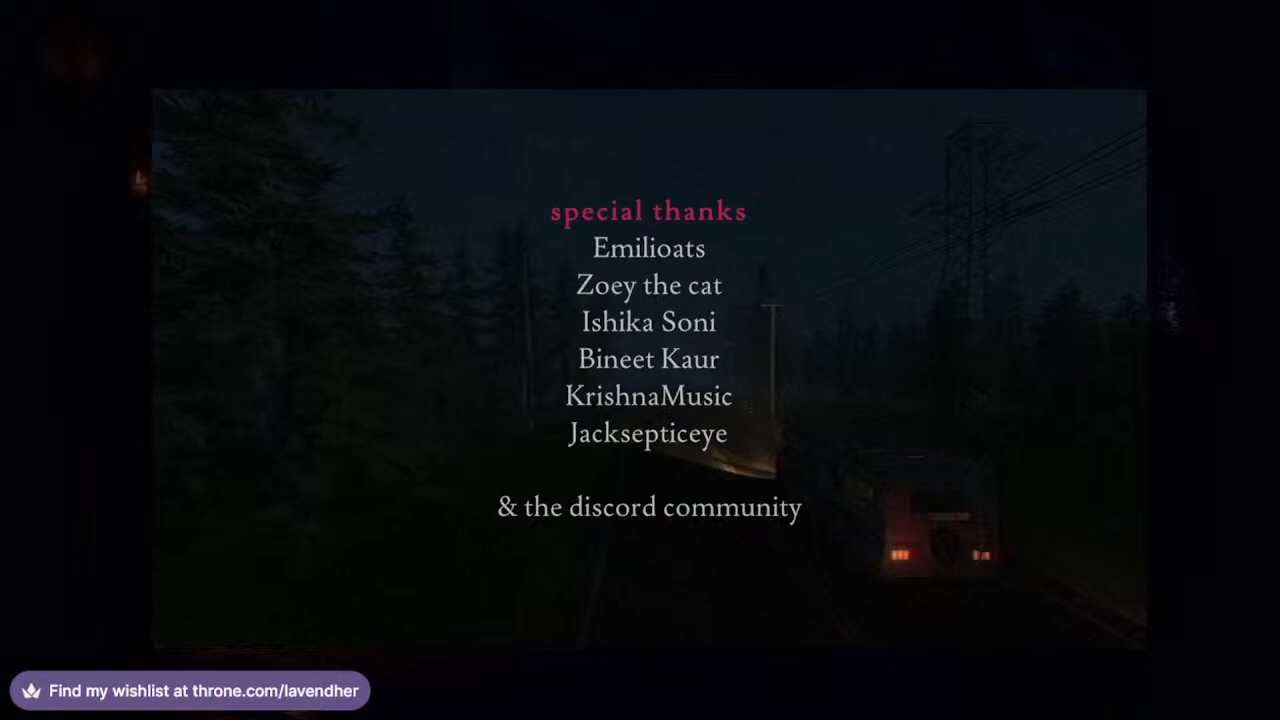 special thanks
Emilioats
Zoey the cat
Ishika Soni
Bineet Kaur
KrishnaMusic
Jacksepticeye
& the discord community
Find my wishlist at throne.com/lavendher